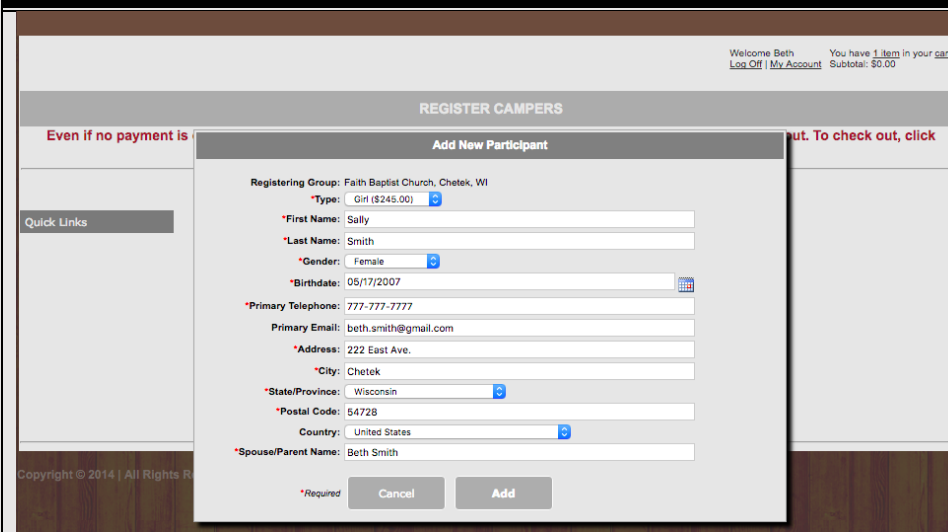 Welcome Beth You have 1 item in your
Log Off | My Account Subtotal: $0.00
REGISTER CAMPERS
Even if no payment is
To check out, click
Add New Participant
Registering Group: Faith Baptist Church, Chetek, WI
*Type: Girl ($245.00)
*First Name: Sally
Quick Links
*Last Name: Smith
*Gender: Female
*Birthdate: 05/17/2007
*Primary Telephone: 777-777-7777
Primary Email: beth.smith@gmail.com
*Address: 222 East Ave.
*City: Chetek
*State/Province: Wisconsin
*Postal Code: 54728
Country: United States
*Spouse/Parent Name: Beth Smith
Copyright © 2014 | All Rights
*Required Cancel Add